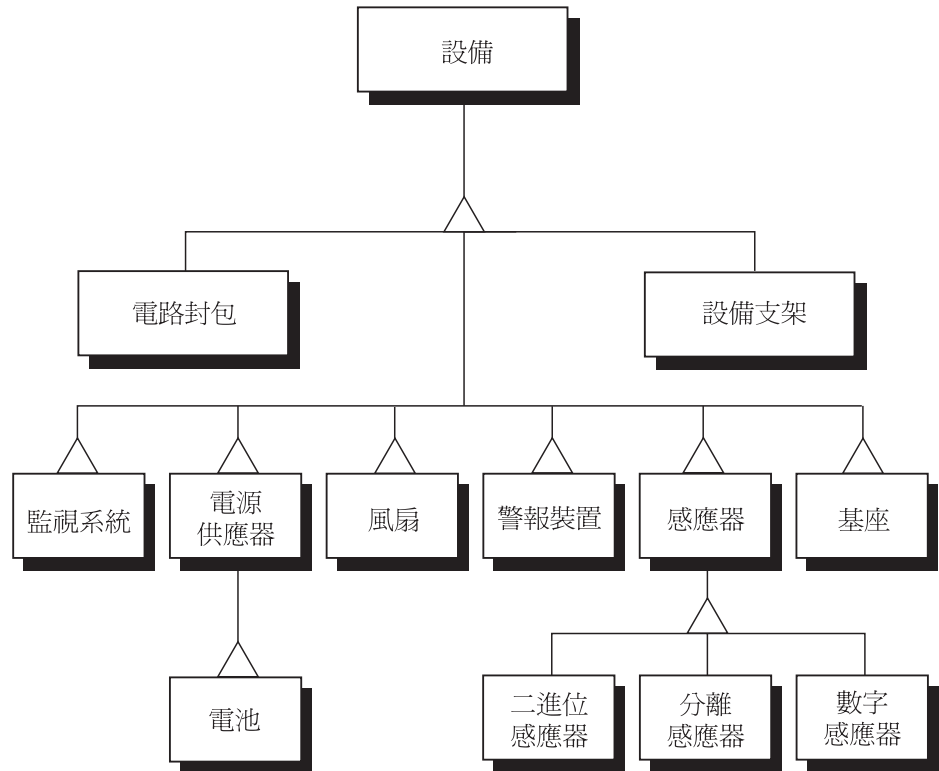 設備
電路封包
設備支架
監視系統
電源
供應器
風扇
警報裝置
感應器
基座
電池
二進位
感應器
分離
感應器
數字
感應器